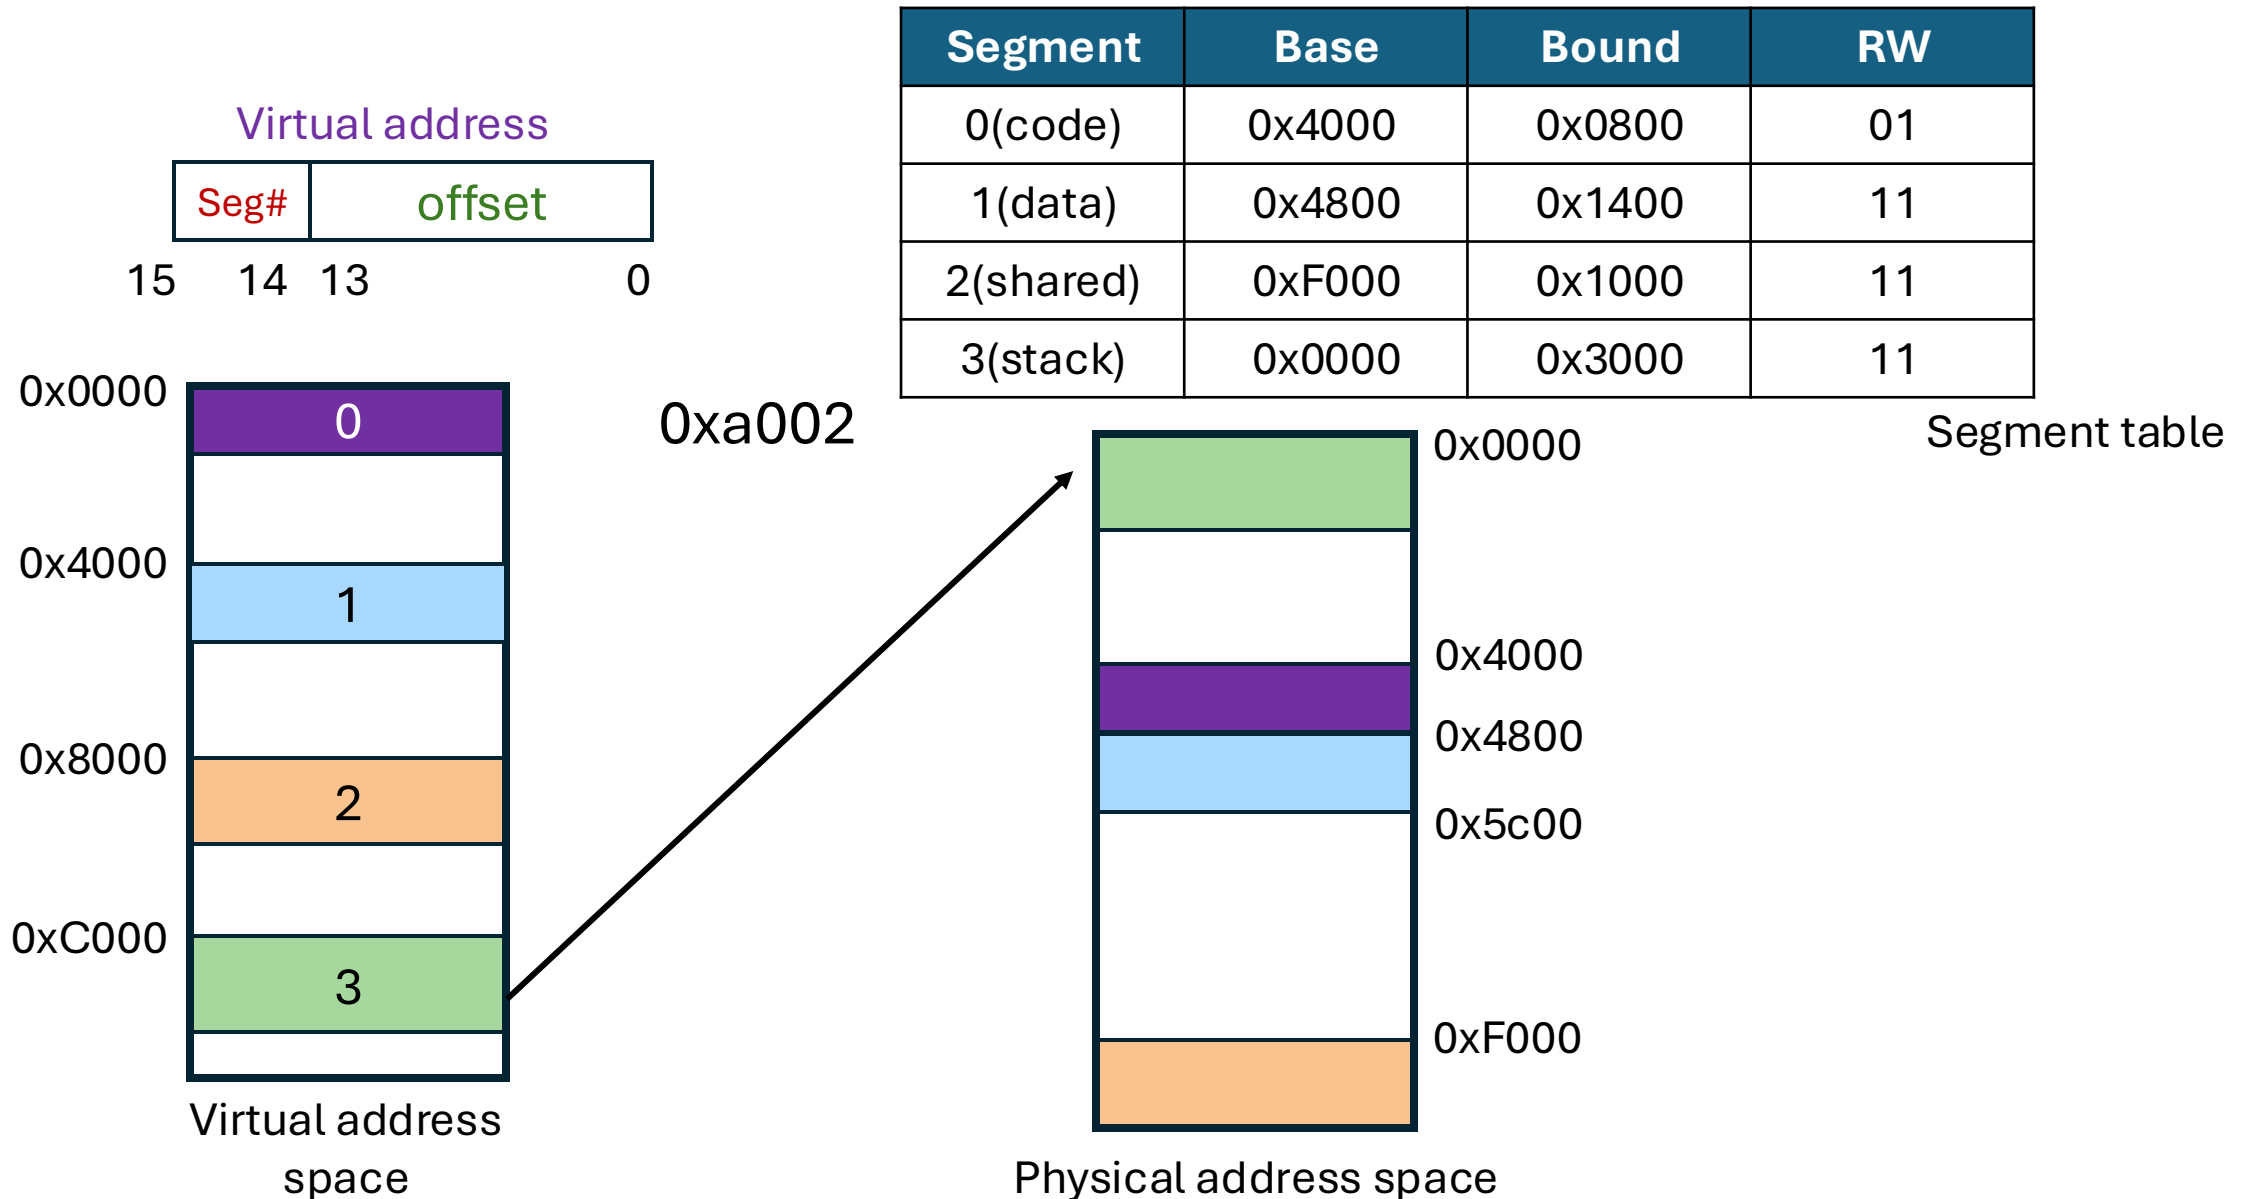 Segment Base Bound RW
0(code) 0x4000 0x0800 01
1(data) 0x4800 0x1400 11
2(shared) 0xF000 0x1000 11
3(stack) 0x0000 0x3000 11
Segment table
Virtual address
Seg# offset
15 14 13 0
0x0000
0
0x4000
1
0x8000
2
0xC000
3
Virtual address
space
0xa002
0x0000
0x4000
0x4800
0x5c00
0xF000
Physical address space